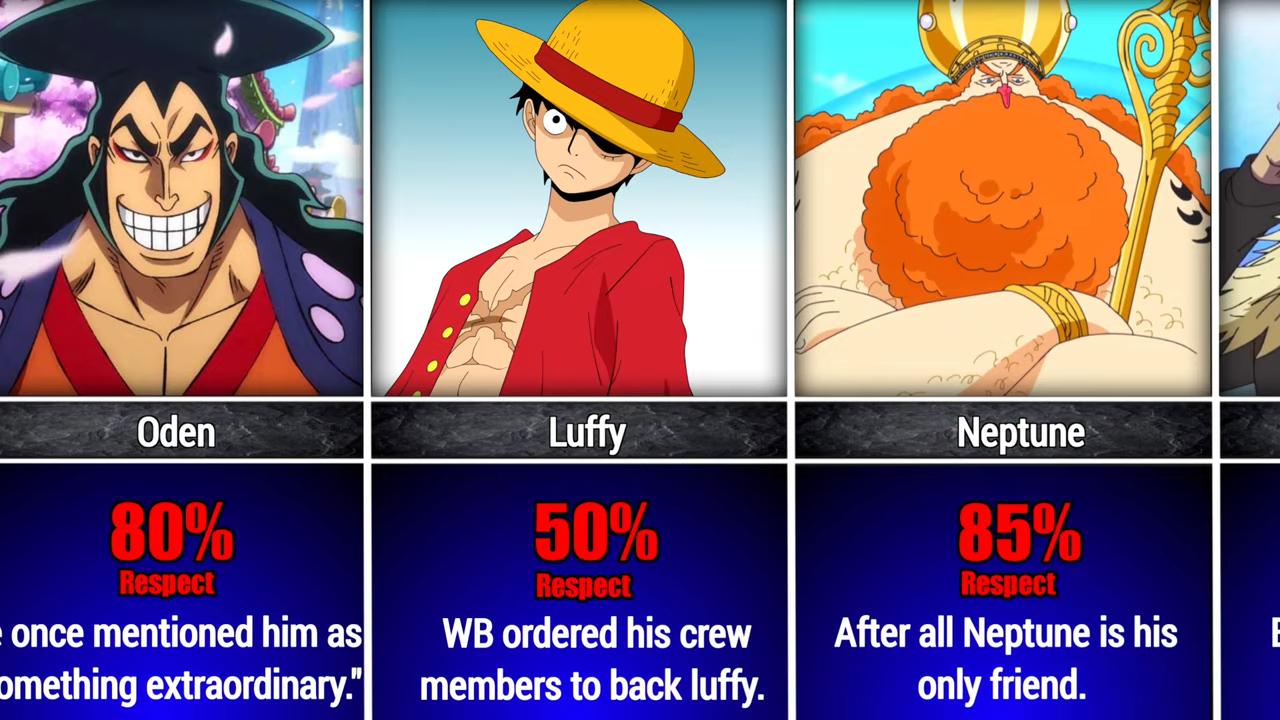 Oden
80%
Respect
once mentioned him as
extraordinary."
Luffy
50%
Respect
WB ordered his crew
members to back luffy.
Neptune
85%
Respect
After all Neptune is his
only friend.